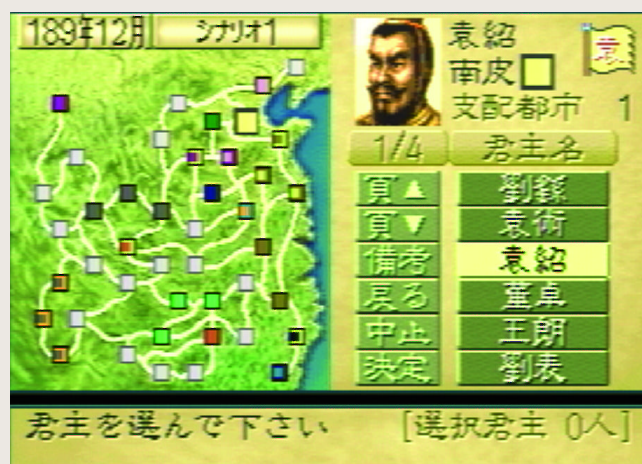 189年12月 シナリオ1
袁紹
袁
南皮
支配都市 1
1/4 君主名
頁▲ 劉繇
頁▼ 袁術
備考 袁紹
戻る 董卓
中止 王朗
決定 劉表
君主を選んで下さい [選択君主 0人]